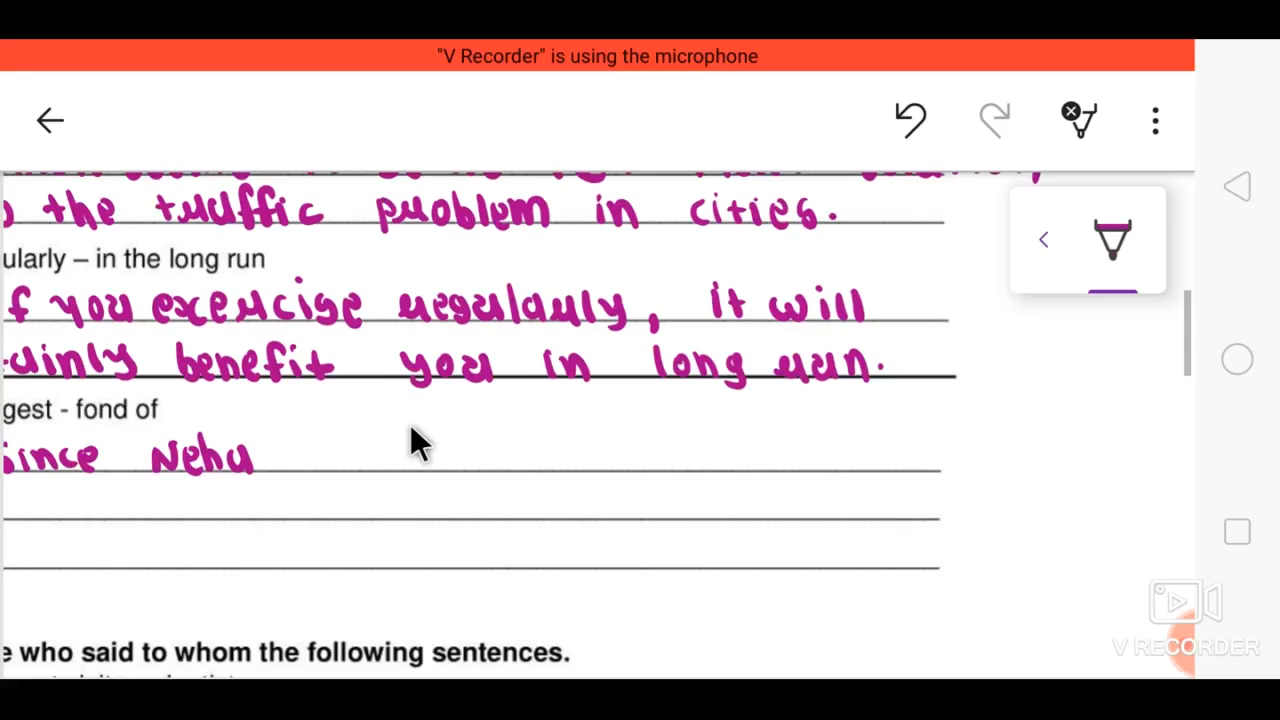 "V Recorder" is using the microphone
the traffic problem in cities.
ularly – in the long run
f you exercise regularly, it will
ainly benefit you in long run.
gest - fond of
Since Neha
e who said to whom the following sentences.
V RECORDER